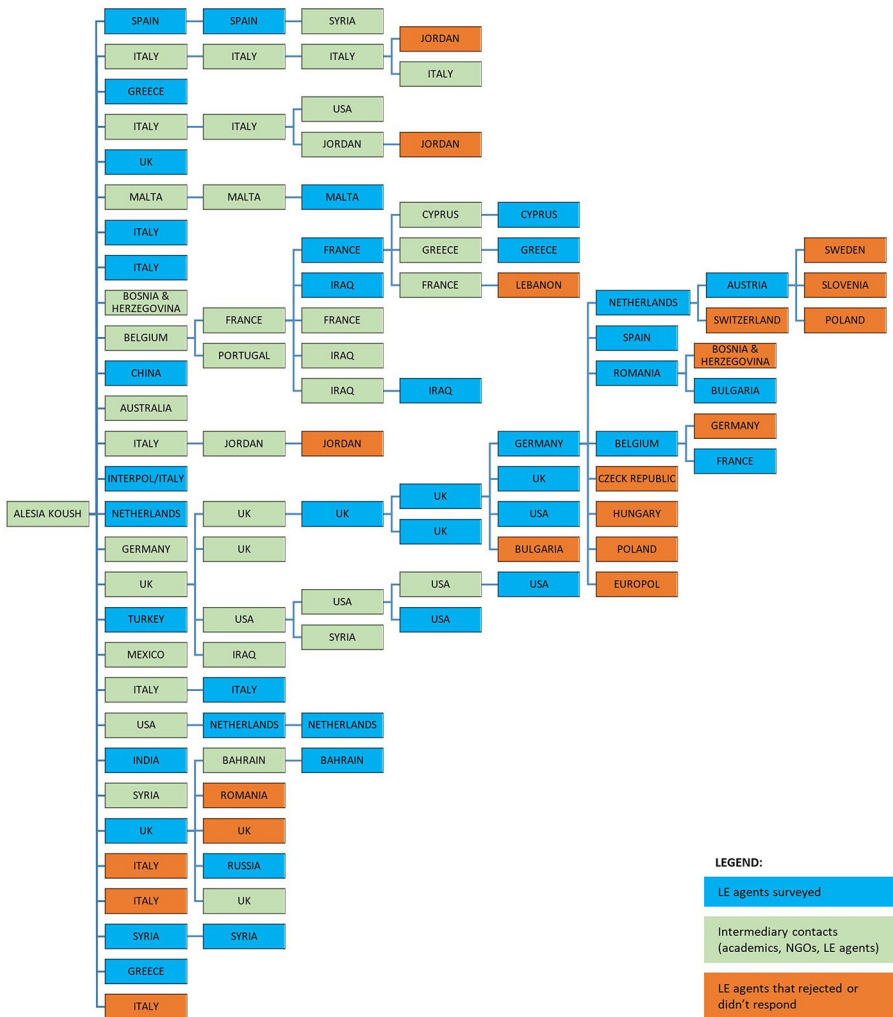 SPAIN SPAIN SYRIA
ITALY ITALY ITALY
JORDAN
ITALY
GREECE
ITALY ITALY
USA
JORDAN JORDAN
UK
MALTA MALTA MALTA
CYPRUS CYPRUS
ITALY
FRANCE GREECE GREECE
SWEDEN
ITALY
IRAQ FRANCE LEBANON
AUSTRIA SLOVENIA
BOSNIA &
HERZEGOVINA
NETHERLANDS
FRANCE FRANCE
SWITZERLAND POLAND
BELGIUM
SPAIN
PORTUGAL IRAQ
BOSNIA &
HERZEGOVINA
CHINA
ROMANIA
IRAQ IRAQ
BULGARIA
AUSTRALIA
GERMANY
ITALY JORDAN JORDAN
GERMANY BELGIUM
FRANCE
INTERPOL/ITALY
UK
UK CZECK REPUBLIC
ALESIA KOUSH
NETHERLANDS UK UK
USA HUNGARY
UK
GERMANY UK
BULGARIA POLAND
UK
USA USA EUROPOL
USA
TURKEY USA
USA
SYRIA
MEXICO IRAQ
ITALY ITALY
USA NETHERLANDS NETHERLANDS
INDIA BAHRAIN BAHRAIN
SYRIA ROMANIA
UK UK
ITALY RUSSIA
ITALY UK
SYRIA SYRIA
GREECE
ITALY
LEGEND:
LE agents surveyed
Intermediary contacts
(academics, NGOs, LE agents)
LE agents that rejected or
didn't respond